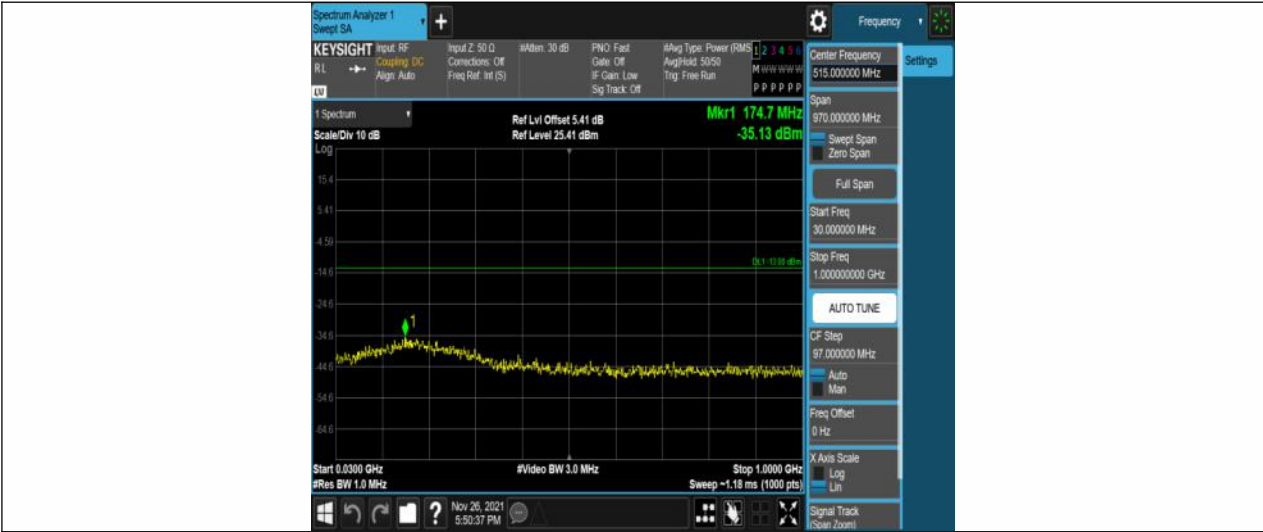 Spectrum Analyzer 1
Swept SA
+
Frequency
KEYSIGHT
RL
LW
Input: RF
Coupling: DC
Align: Auto
Input Z: 50 Ω
Corrections: Off
Freq Ref: Int (S)
#Atten: 30 dB
PNO: Fast
Gate: Off
IF Gain: Low
Sig Track: Off
#Avg Type: Power (RMS
Avg|Hold: 50/50
Trig: Free Run
1 2 3 4 5 6
M W W W W W
P P P P P P
1 Spectrum
Scale/Div 10 dB
Log
Ref Lvl Offset 5.41 dB
Ref Level 25.41 dBm
Mkr1 174.7 MHz
-35.13 dBm
15.4
5.41
-4.59
DL1 -13.00 dBm
-14.6
-24.6
1
-34.6
-44.6
-54.6
-64.6
Start 0.0300 GHz
#Res BW 1.0 MHz
#Video BW 3.0 MHz
Stop 1.0000 GHz
Sweep ~1.18 ms (1000 pts)
?
Nov 26, 2021
5:50:37 PM
Center Frequency
515.000000 MHz
Span
970.000000 MHz
Swept Span
Zero Span
Full Span
Start Freq
30.000000 MHz
Stop Freq
1.000000000 GHz
AUTO TUNE
CF Step
97.000000 MHz
Auto
Man
Freq Offset
0 Hz
X Axis Scale
Log
Lin
Signal Track
(Span Zoom)
Settings